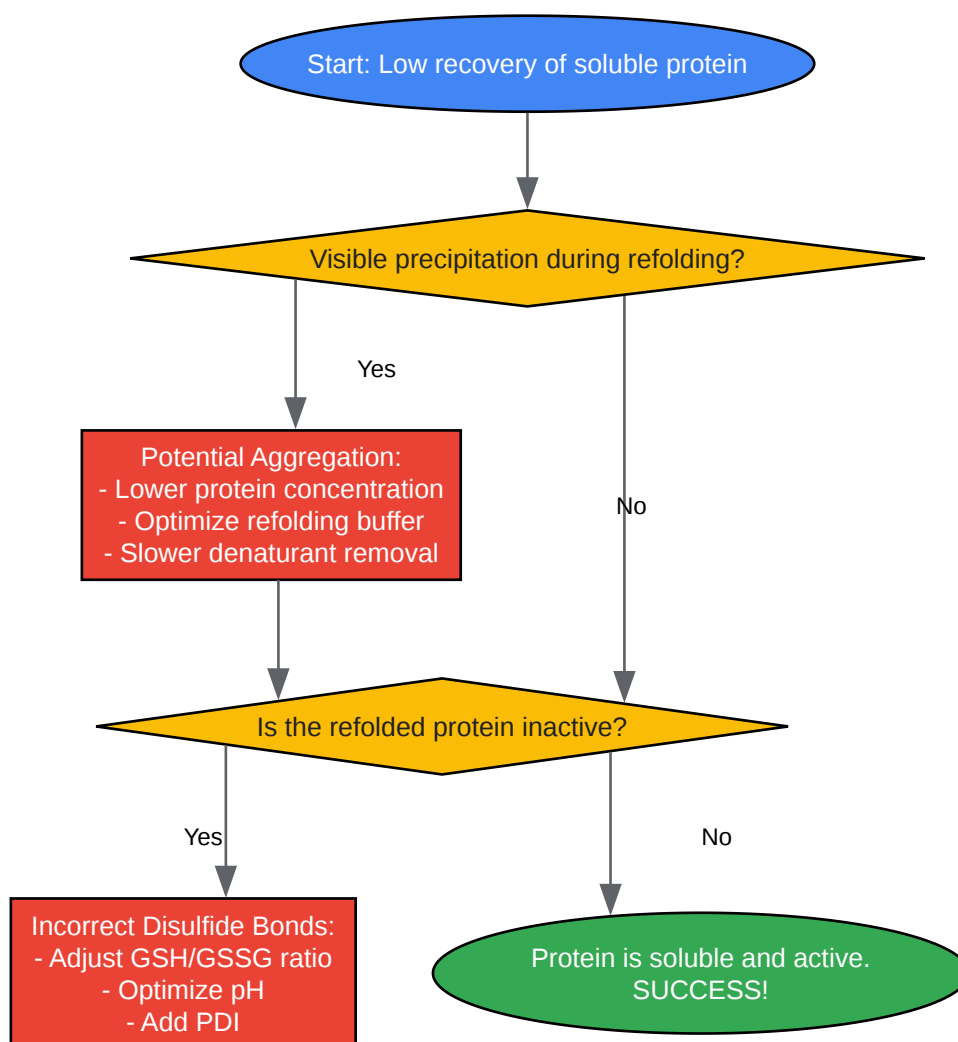 Start: Low recovery of soluble protein
Visible precipitation during refolding?
Yes
Potential Aggregation:
- Lower protein concentration
- Optimize refolding buffer
- Slower denaturant removal
No
Is the refolded protein inactive?
Yes
No
Incorrect Disulfide Bonds:
- Adjust GSH/GSSG ratio
- Optimize pH
- Add PDI
Protein is soluble and active.
SUCCESS!